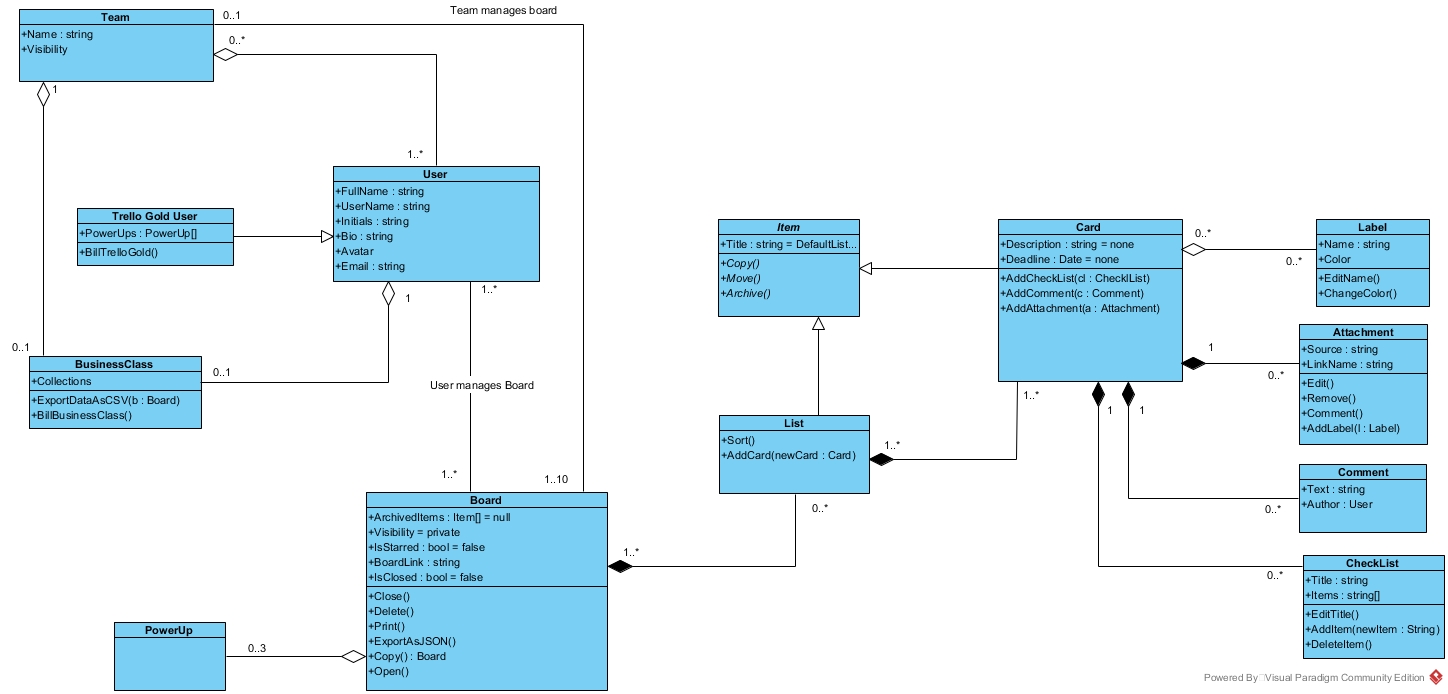 Team manages board
Team
+Name : string
+Visibility
0..1
0..*
1
1..*
User
+FullName : string
+UserName : string
+Initials : string
+Bio : string
+Avatar
+Email : string
Trello Gold User
+PowerUps : PowerUp[]
+BillTrelloGold()
1
1..*
0..1
0..1
BusinessClass
+Collections
+ExportDataAsCSV(b : Board)
+BillBusinessClass()
User manages Board
1..*
1..10
Board
+ArchivedItems : Item[] = null
+Visibility = private
+IsStarred : bool = false
+BoardLink : string
+IsClosed : bool = false
+Close()
+Delete()
+Print()
+ExportAsJSON()
+Copy() : Board
+Open()
PowerUp
0..3
1..*
Item
+Title : string = DefaultList...
+Copy()
+Move()
+Archive()
List
+Sort()
+AddCard(newCard : Card)
1..*
0..*
Card
+Description : string = none
+Deadline : Date = none
+AddCheckList(cl : ChecklList)
+AddComment(c : Comment)
+AddAttachment(a : Attachment)
1..*
1
1
0..*
0..*
Label
+Name : string
+Color
+EditName()
+ChangeColor()
1
0..*
Attachment
+Source : string
+LinkName : string
+Edit()
+Remove()
+Comment()
+AddLabel(l : Label)
0..*
Comment
+Text : string
+Author : User
0..*
CheckList
+Title : string
+Items : string[]
+EditTitle()
+AddItem(newItem : String)
+DeleteItem()
Powered By Visual Paradigm Community Edition